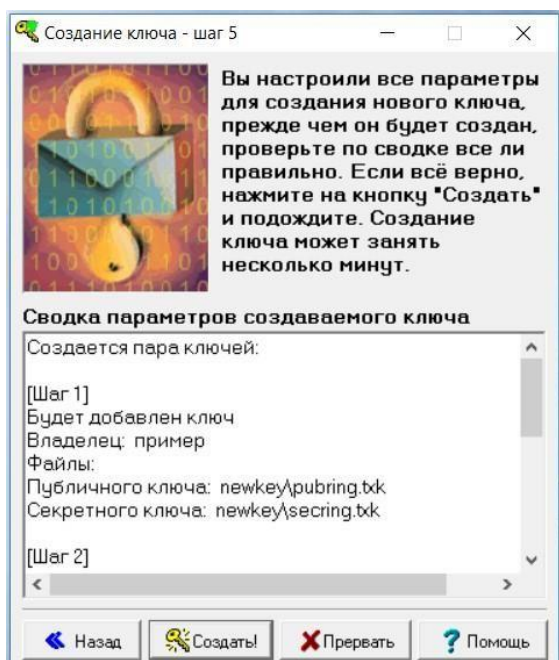 Создание ключа - шаг 5
Вы настроили все параметры
для создания нового ключа,
прежде чем он будет создан,
проверьте по сводке все ли
правильно. Если всё верно,
нажмите на кнопку "Создать"
и подождите. Создание
ключа может занять
несколько минут.
Сводка параметров создаваемого ключа
Создается пара ключей:
[Шаг 1]
Будет добавлен ключ
Владелец: пример
Файлы:
Публичного ключа: newkey\pubring.txk
Секретного ключа: newkey\secring.txk
[Шаг 2]
Назад
Создать!
Прервать
Помощь